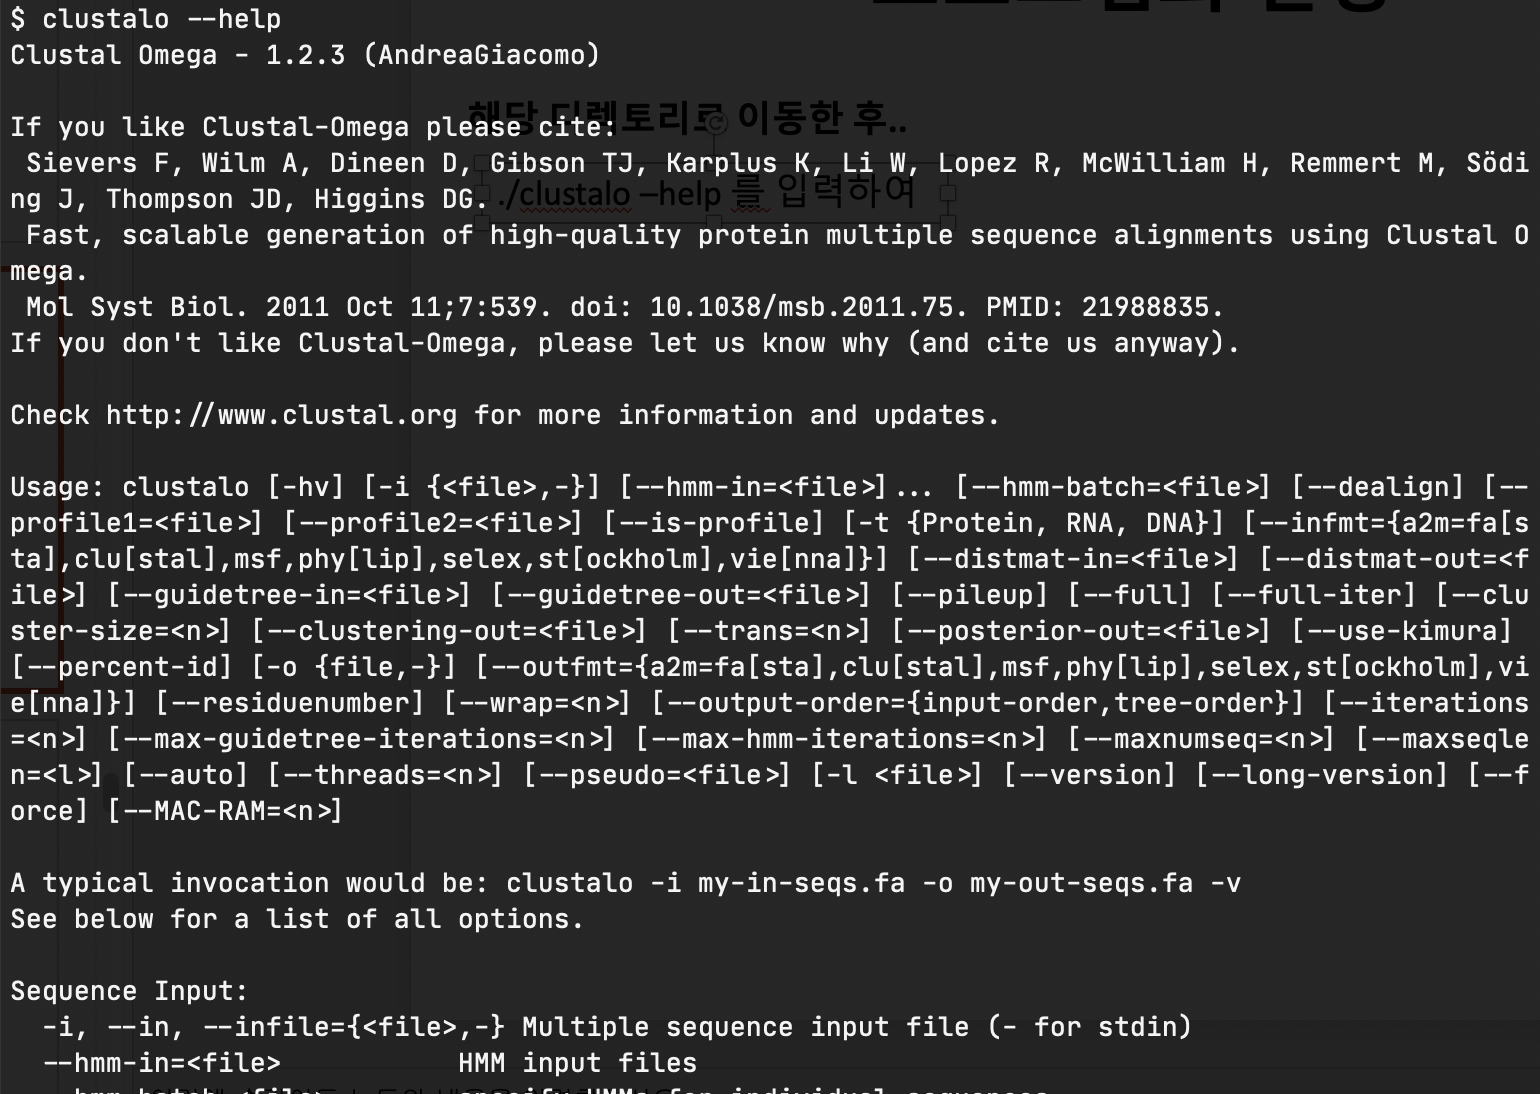 $ clustalo --help
Clustal Omega - 1.2.3 (AndreaGiacomo)
해당 디렉토리로 이동한 후..
If you like Clustal-Omega please cite:
 Sievers F, Wilm A, Dineen D, Gibson TJ, Karplus K, Li W, Lopez R, McWilliam H, Remmert M, Södi
ng J, Thompson JD, Higgins DG.
./clustalo –help 를 입력하여
 Fast, scalable generation of high-quality protein multiple sequence alignments using Clustal O
mega.
 Mol Syst Biol. 2011 Oct 11;7:539. doi: 10.1038/msb.2011.75. PMID: 21988835.
If you don't like Clustal-Omega, please let us know why (and cite us anyway).
Check http://www.clustal.org for more information and updates.
Usage: clustalo [-hv] [-i {<file>,-}] [--hmm-in=<file>]... [--hmm-batch=<file>] [--dealign] [--
profile1=<file>] [--profile2=<file>] [--is-profile] [-t {Protein, RNA, DNA}] [--infmt={a2m=fa[s
ta],clu[stal],msf,phy[lip],selex,st[ockholm],vie[nna]}] [--distmat-in=<file>] [--distmat-out=<f
ile>] [--guidetree-in=<file>] [--guidetree-out=<file>] [--pileup] [--full] [--full-iter] [--clu
ster-size=<n>] [--clustering-out=<file>] [--trans=<n>] [--posterior-out=<file>] [--use-kimura]
[--percent-id] [-o {file,-}] [--outfmt={a2m=fa[sta],clu[stal],msf,phy[lip],selex,st[ockholm],vi
e[nna]}] [--residuenumber] [--wrap=<n>] [--output-order={input-order,tree-order}] [--iterations
=<n>] [--max-guidetree-iterations=<n>] [--max-hmm-iterations=<n>] [--maxnumseq=<n>] [--maxseqle
n=<l>] [--auto] [--threads=<n>] [--pseudo=<file>] [-l <file>] [--version] [--long-version] [--f
orce] [--MAC-RAM=<n>]
A typical invocation would be: clustalo -i my-in-seqs.fa -o my-out-seqs.fa -v
See below for a list of all options.
Sequence Input:
  -i, --in, --infile={<file>,-} Multiple sequence input file (- for stdin)
  --hmm-in=<file>           HMM input files
  --hmm-batch=<file>        specify HMMs for individual sequences